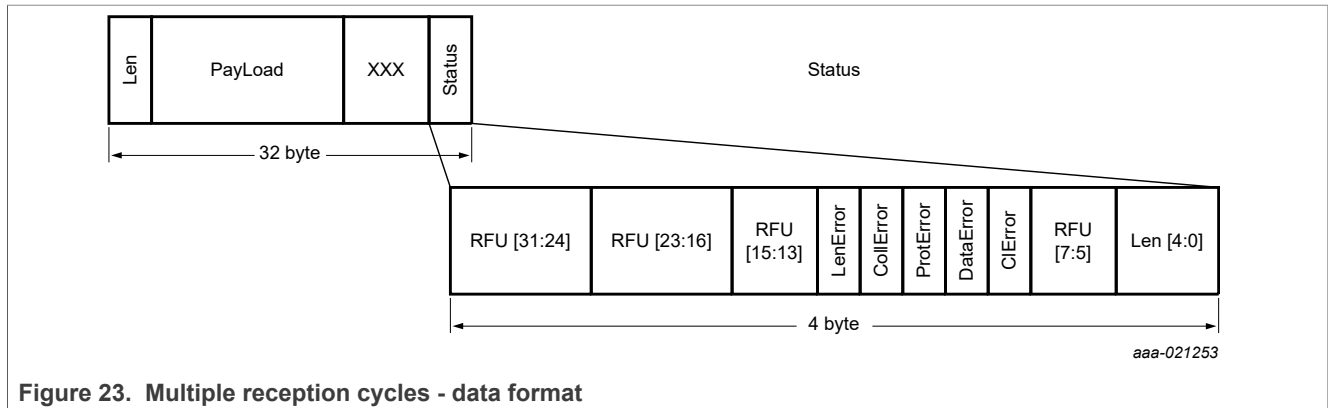 Len
PayLoad
XXX
Status
Status
32 byte
RFU [31:24]
RFU [23:16]
RFU
[15:13]
LenError
CollError
ProtError
DataError
ClError
RFU
[7:5]
Len [4:0]
4 byte
aaa-021253
Figure 23. Multiple reception cycles - data format